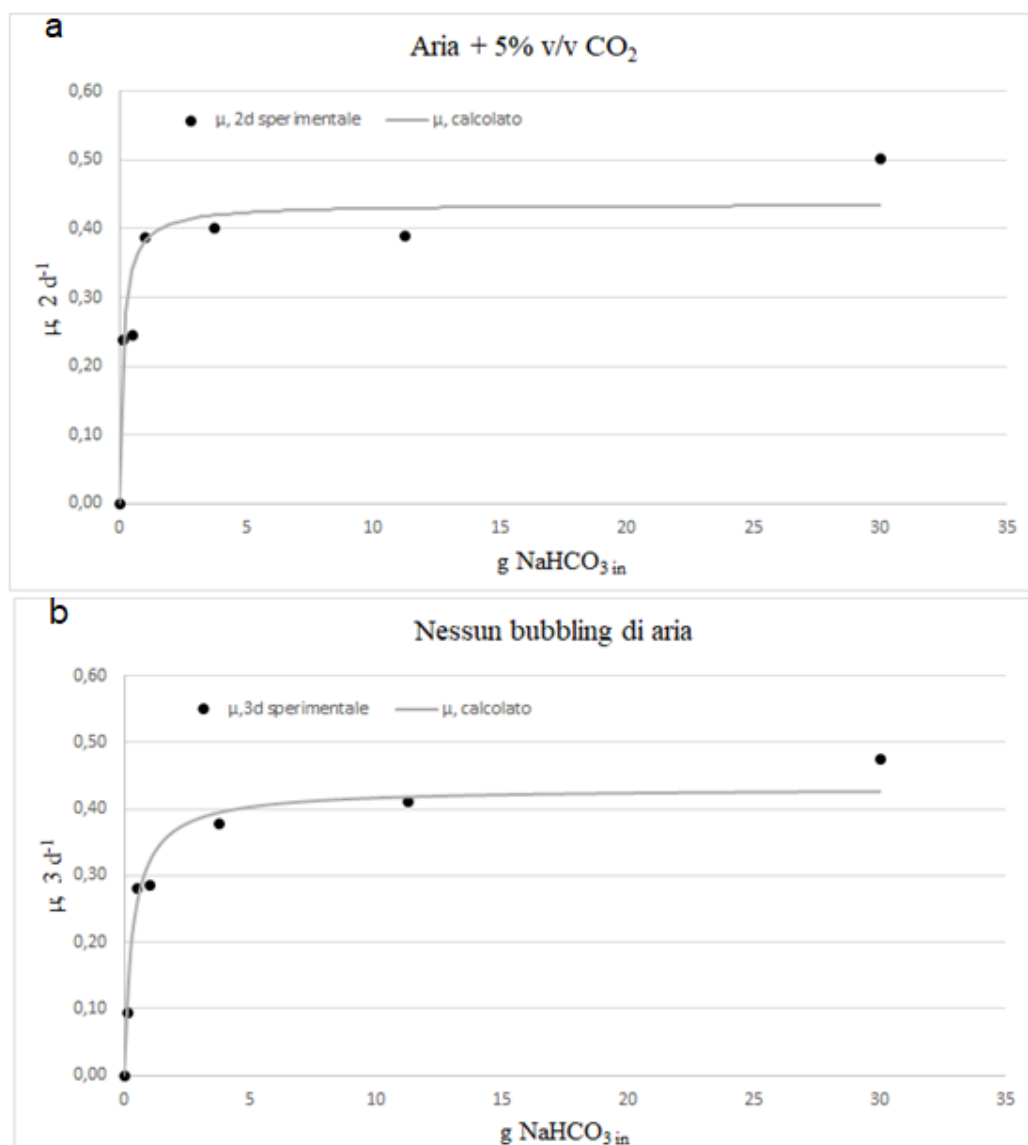 a
Aria + 5% v/v CO₂
0,60
μ, 2d sperimentale
μ, calcolato
0,50
0,40
0,30
0,20
0,10
0,00
μ, 2 d⁻¹
0 5 10 15 20 25 30 35
g NaHCO₃ in
b
Nessun bubbling di aria
0,60
μ,3d sperimentale
μ, calcolato
0,50
0,40
0,30
0,20
0,10
0,00
μ, 3 d⁻¹
0 5 10 15 20 25 30 35
g NaHCO₃ in